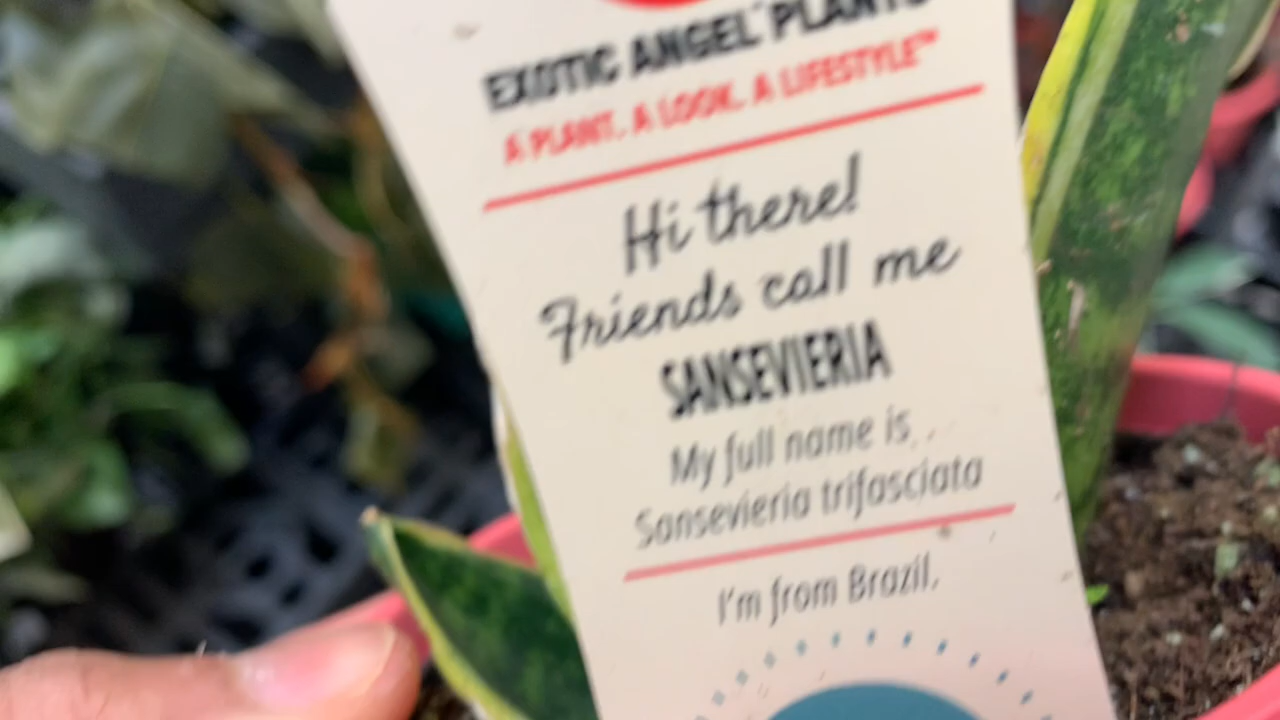 EXOTIC ANGEL PLANTS
A PLANT. A LOOK. A LIFESTYLE™
Hi there!
Friends call me
SANSEVIERIA
My full name is
Sansevieria trifasciata
I'm from Brazil.